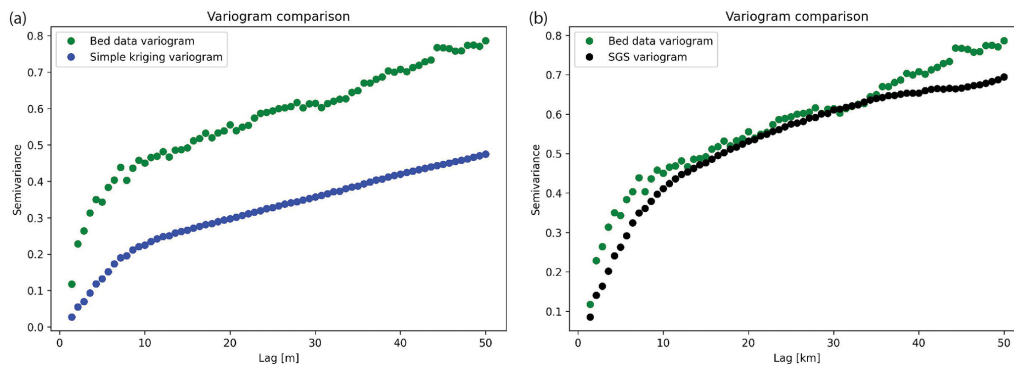 (a)
Variogram comparison
Bed data variogram
Simple kriging variogram
0.8
0.7
0.6
0.5
0.4
0.3
0.2
0.1
0.0
Semivariance
0 10 20 30 40 50
Lag [m]
(b)
Variogram comparison
Bed data variogram
SGS variogram
0.8
0.7
0.6
0.5
0.4
0.3
0.2
0.1
Semivariance
0 10 20 30 40 50
Lag [km]